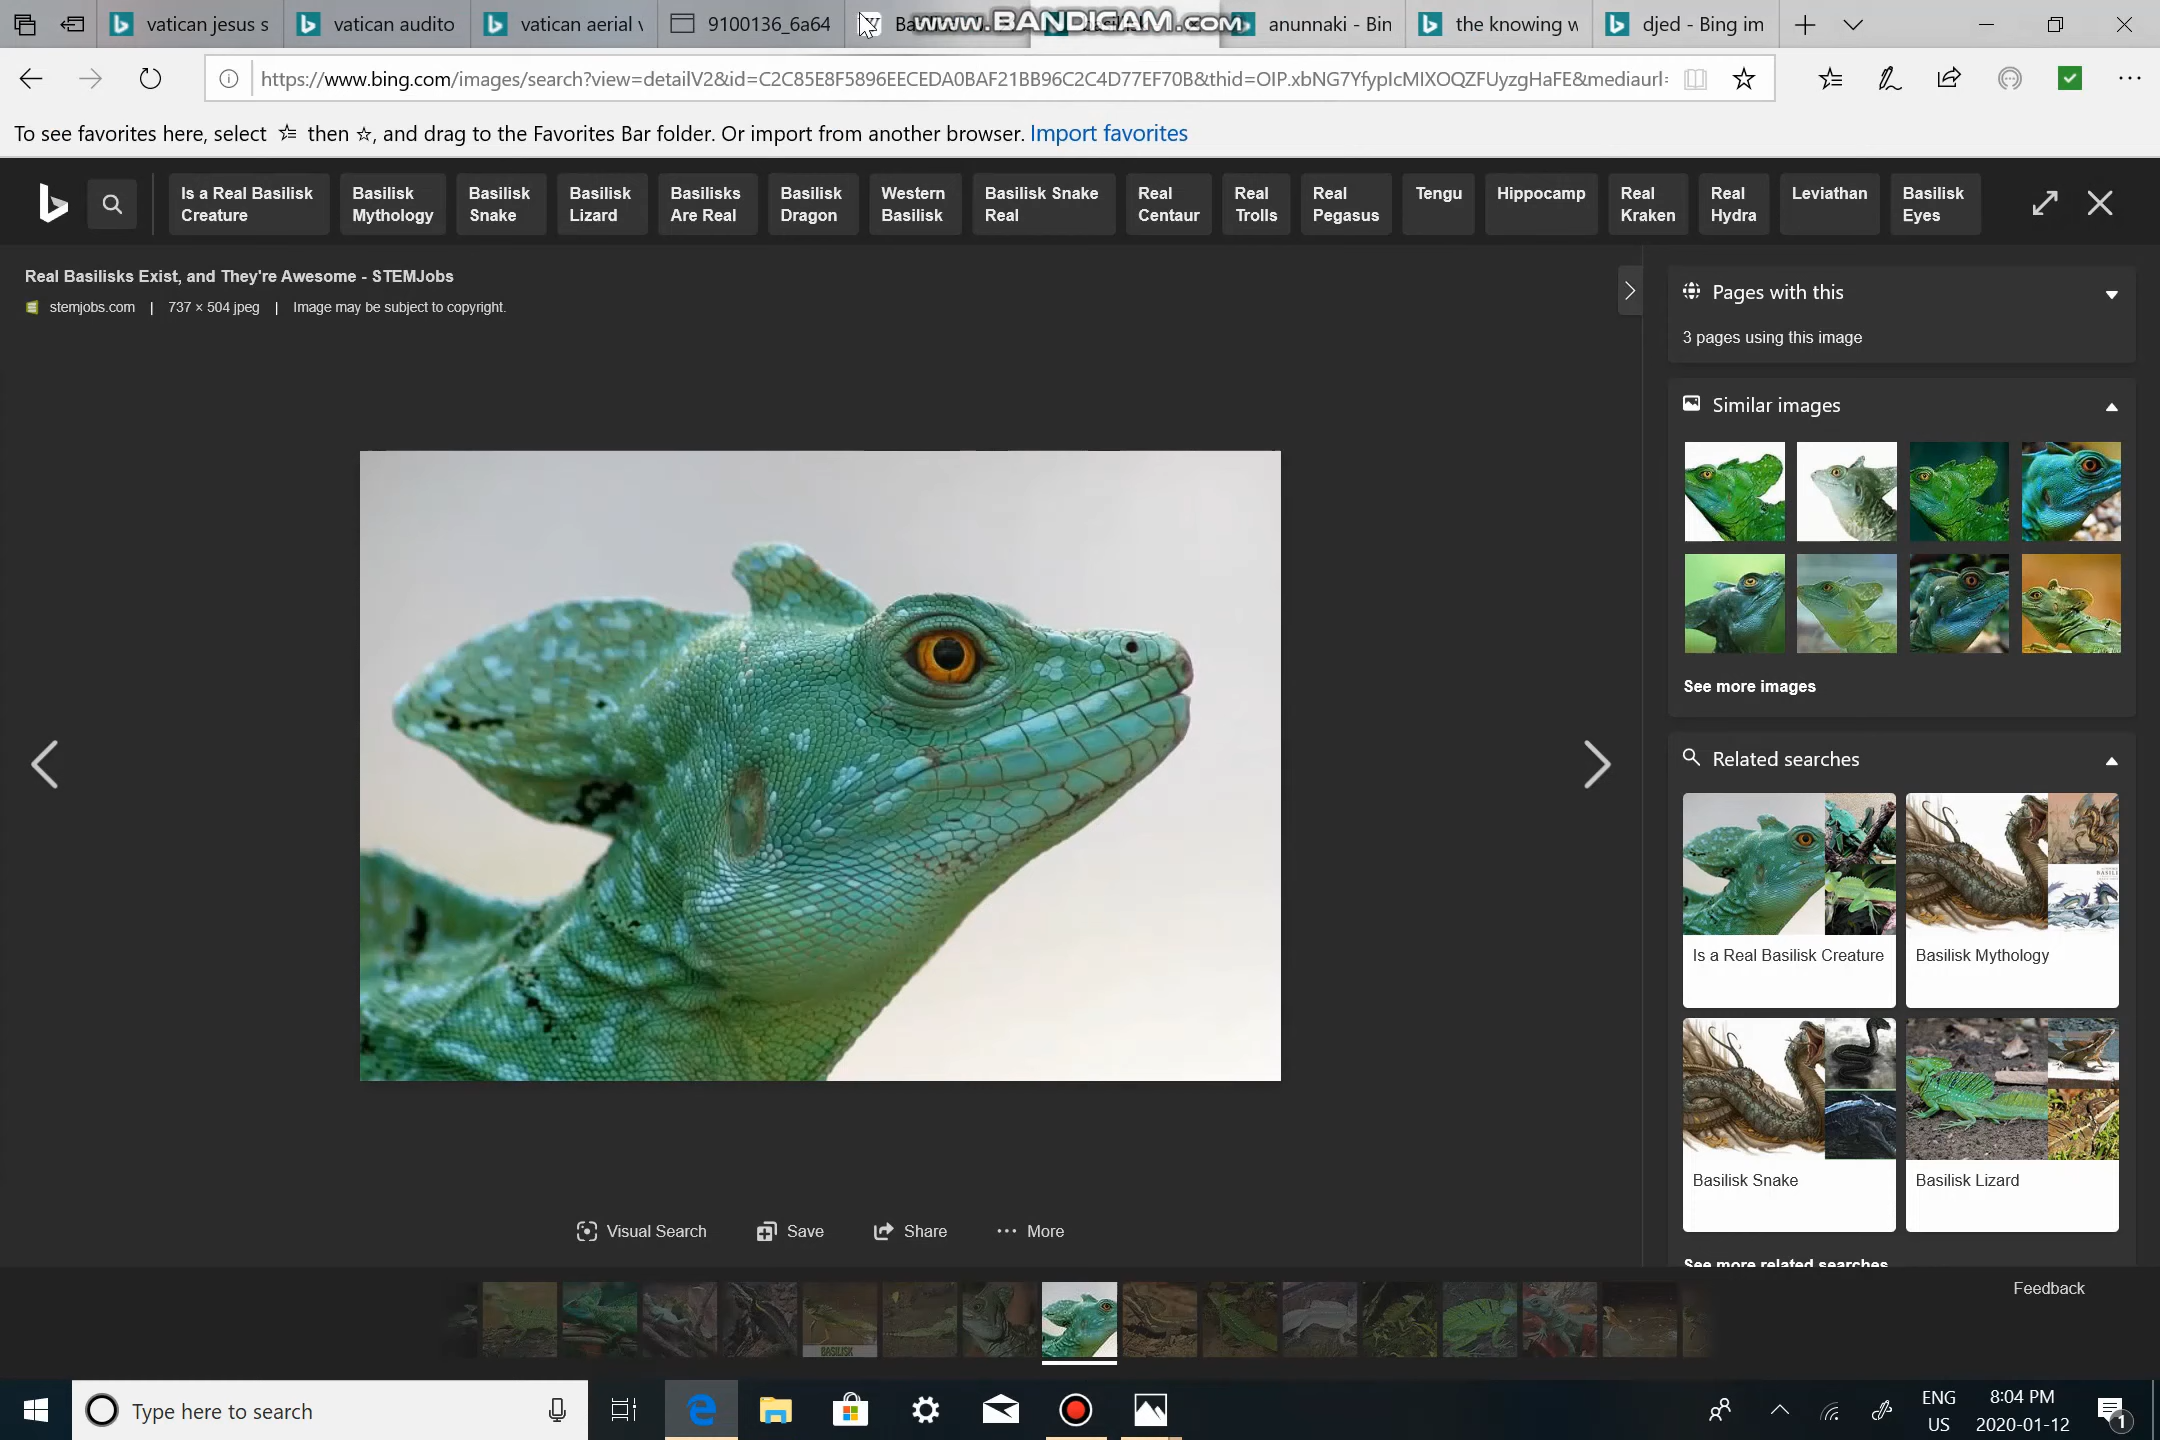 vatican jesus s
vatican audito
vatican aerial v
9100136_6a64
www.BANDICAM.com
anunnaki - Bin
the knowing w
djed - Bing im
https://www.bing.com/images/search?view=detailV2&id=C2C85E8F5896EECEDA0BAF21BB96C2C4D77EF70B&thid=OIP.xbNG7YfypIcMIXOQZFUyzgHaFE&mediaurl=
To see favorites here, select then ☆, and drag to the Favorites Bar folder. Or import from another browser. Import favorites
Is a Real Basilisk
Creature
Basilisk
Mythology
Basilisk
Snake
Basilisk
Lizard
Basilisks
Are Real
Basilisk
Dragon
Western
Basilisk
Basilisk Snake
Real
Real
Centaur
Real
Trolls
Real
Pegasus
Tengu
Hippocamp
Real
Kraken
Real
Hydra
Leviathan
Basilisk
Eyes
Real Basilisks Exist, and They're Awesome - STEMJobs
stemjobs.com | 737 × 504 jpeg | Image may be subject to copyright.
Pages with this
3 pages using this image
Similar images
See more images
Related searches
Is a Real Basilisk Creature
Basilisk Mythology
Basilisk Snake
Basilisk Lizard
See more related searches
Visual Search
Save
Share
More
BASILISK
Feedback
Type here to search
ENG
US
8:04 PM
2020-01-12
1